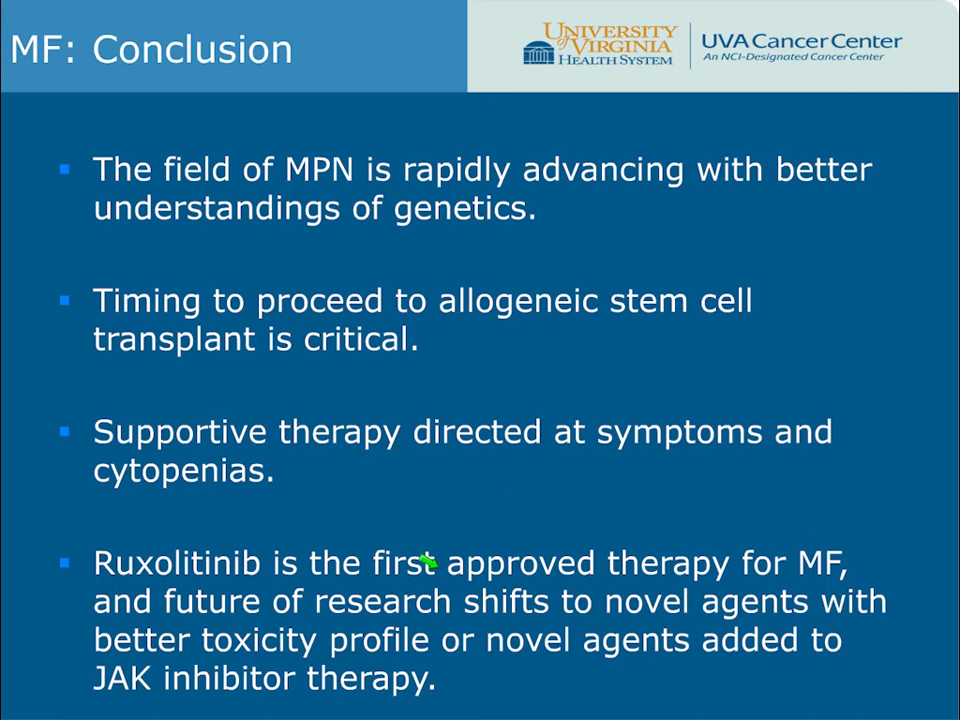 MF: Conclusion
UNIVERSITY
of VIRGINIA
HEALTH SYSTEM
UVA Cancer Center
An NCI-Designated Cancer Center
▪ The field of MPN is rapidly advancing with better
understandings of genetics.
▪ Timing to proceed to allogeneic stem cell
transplant is critical.
▪ Supportive therapy directed at symptoms and
cytopenias.
▪ Ruxolitinib is the first approved therapy for MF,
and future of research shifts to novel agents with
better toxicity profile or novel agents added to
JAK inhibitor therapy.